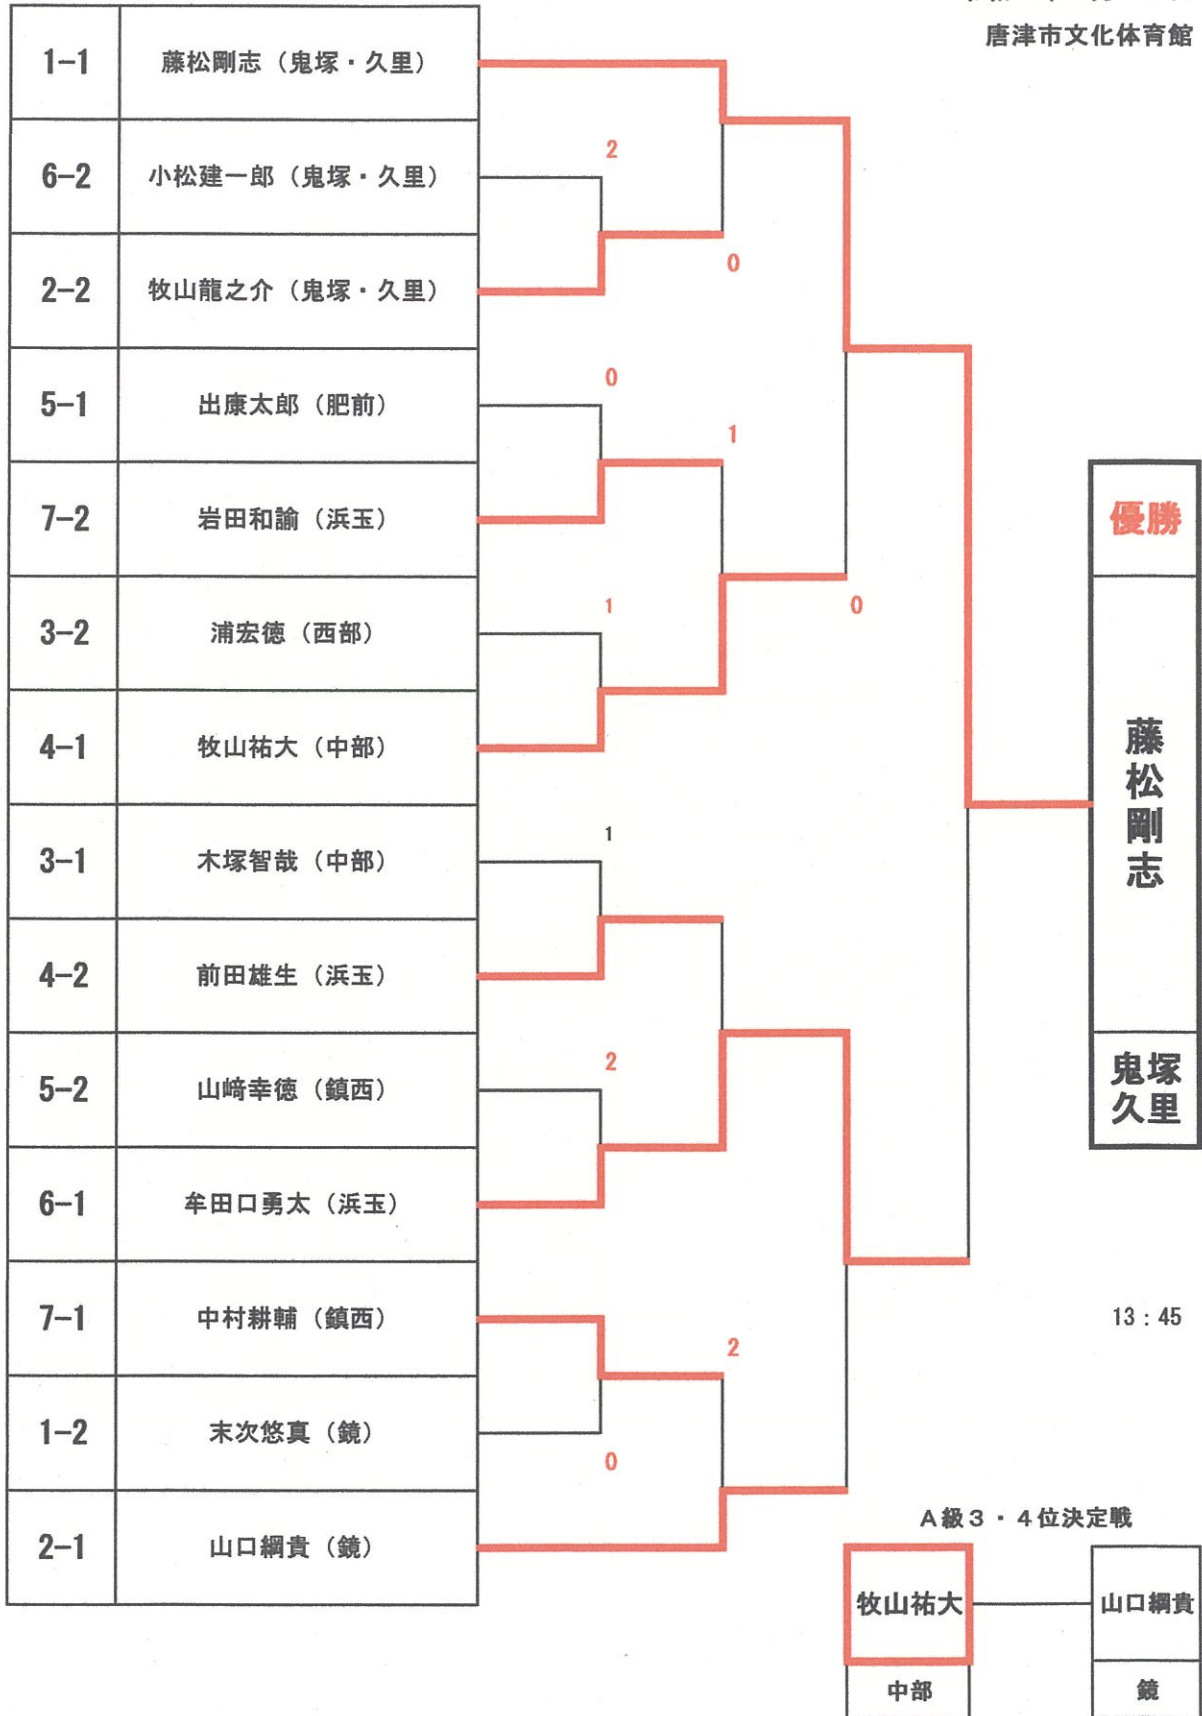 唐津市文化体育館
1-1 藤松剛志（鬼塚・久里）
6-2 小松建一郎（鬼塚・久里）
2-2 牧山龍之介（鬼塚・久里）
5-1 出康太郎（肥前）
7-2 岩田和諭（浜玉）
3-2 浦宏徳（西部）
4-1 牧山祐大（中部）
3-1 木塚智哉（中部）
4-2 前田雄生（浜玉）
5-2 山﨑幸徳（鎮西）
6-1 牟田口勇太（浜玉）
7-1 中村耕輔（鎮西）
1-2 末次悠真（鏡）
2-1 山口綱貴（鏡）
2
0
0
1
1
0
1
2
2
0
優勝
藤松剛志
鬼塚
久里
13：45
A級３・４位決定戦
牧山祐大 山口綱貴
中部 鏡